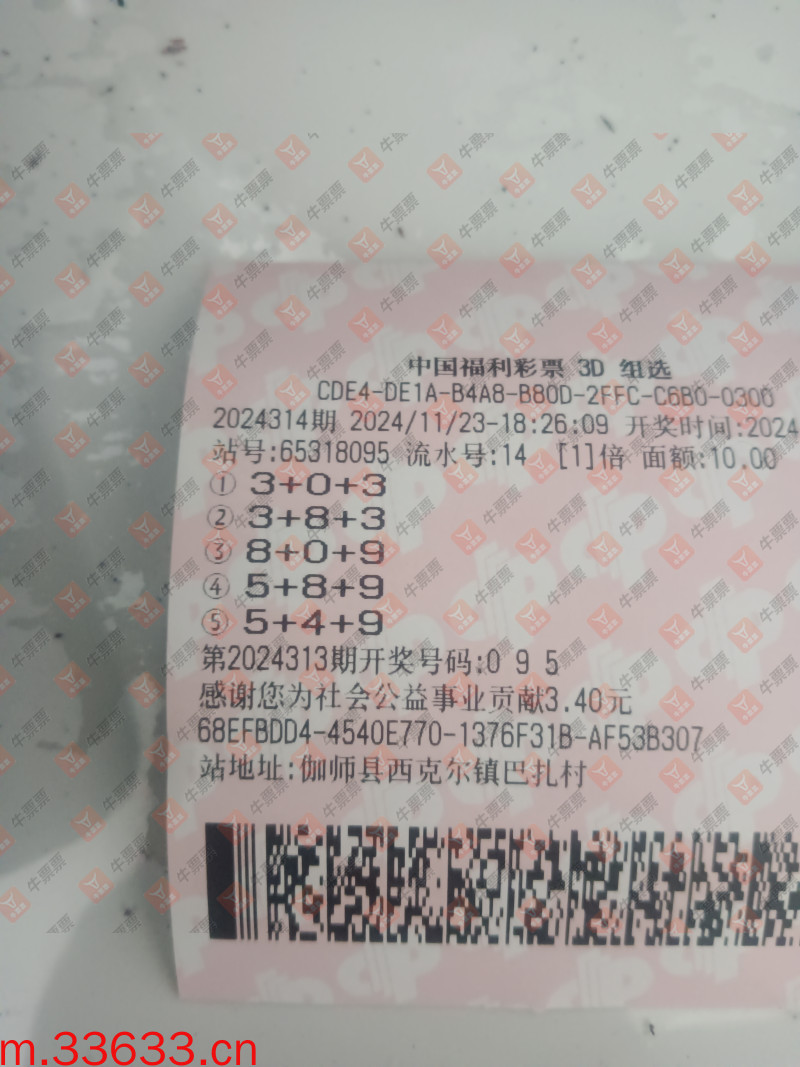 中国福利彩票 3D 组选
CDE4-DE1A-B4A8-B80D-2FFC-C6B0-0300
2024314期 2024/11/23-18:26:09 开奖时间:2024
站号:65318095 流水号:14 [1]倍 面额:10.00
① 3+0+3
② 3+8+3
③ 8+0+9
④ 5+8+9
⑤ 5+4+9
第2024313期开奖号码:0 9 5
感谢您为社会公益事业贡献3.40元
68EFBDD4-4540E770-1376F31B-AF53B307
站地址:伽师县西克尔镇巴扎村
牛票票
m.33633.cn